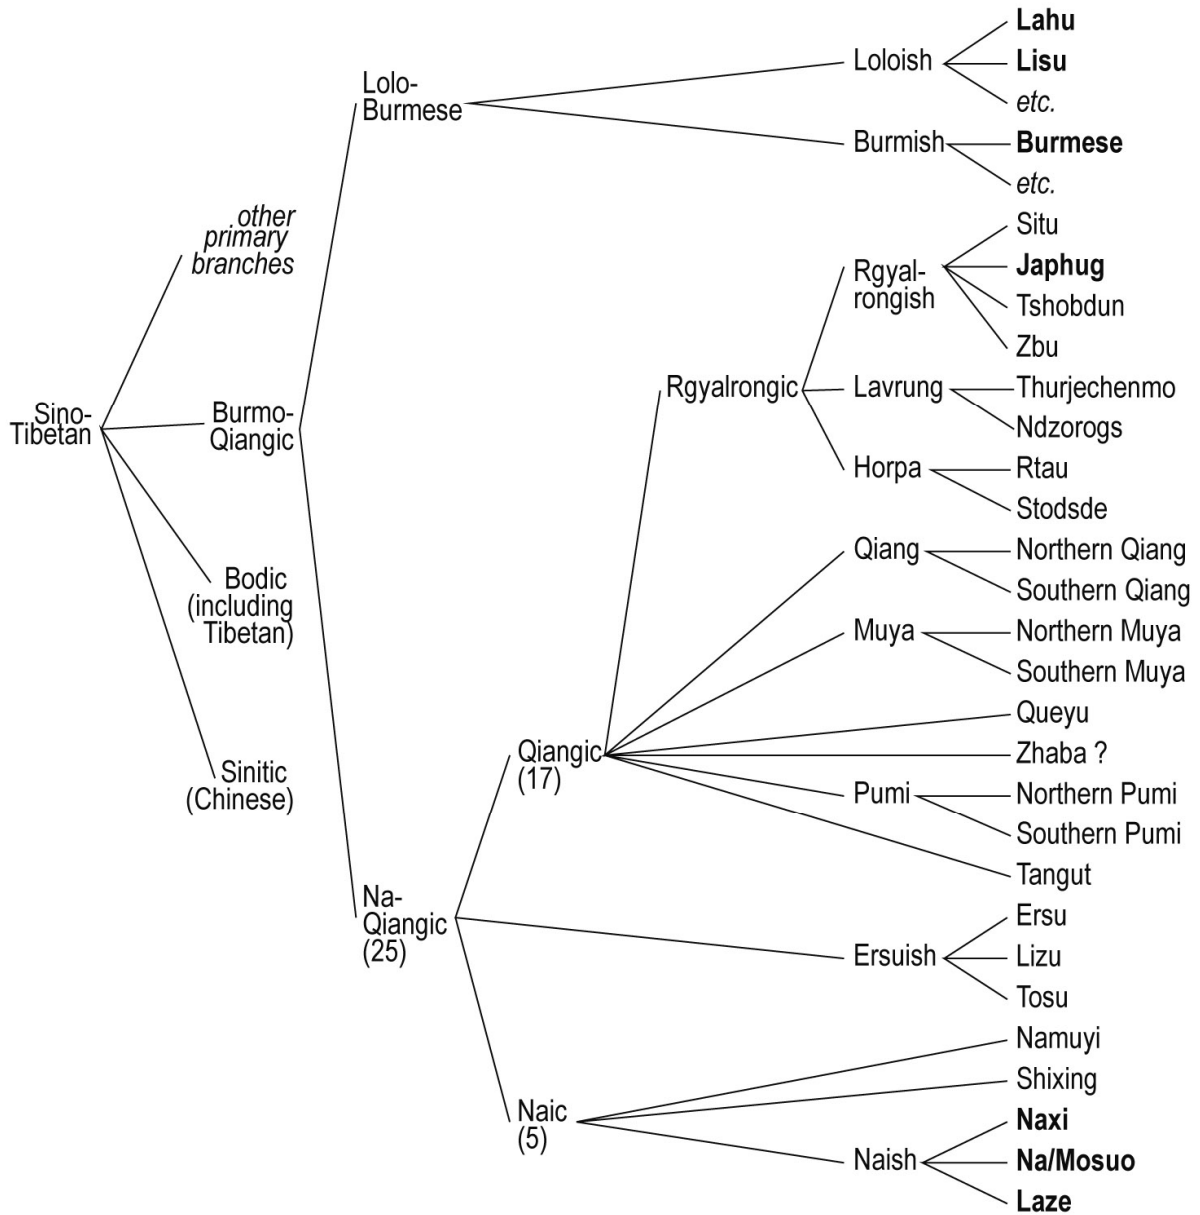 Lahu
Loloish
Lisu
Lolo-
Burmese
etc.
Burmish
Burmese
etc.
other
primary
branches
Situ
Rgyal-
rongish
Japhug
Tshobdun
Zbu
Rgyalrongic
Lavrung
Thurjechenmo
Ndzorogs
Sino-
Tibetan
Burmo-
Qiangic
Horpa
Rtau
Stodsde
Qiang
Northern Qiang
Southern Qiang
Bodic
(including
Tibetan)
Muya
Northern Muya
Southern Muya
Queyu
Qiangic
(17)
Zhaba ?
Sinitic
(Chinese)
Pumi
Northern Pumi
Southern Pumi
Tangut
Na-
Qiangic
(25)
Ersu
Ersuish
Lizu
Tosu
Namuyi
Shixing
Naic
(5)
Naxi
Naish
Na/Mosuo
Laze